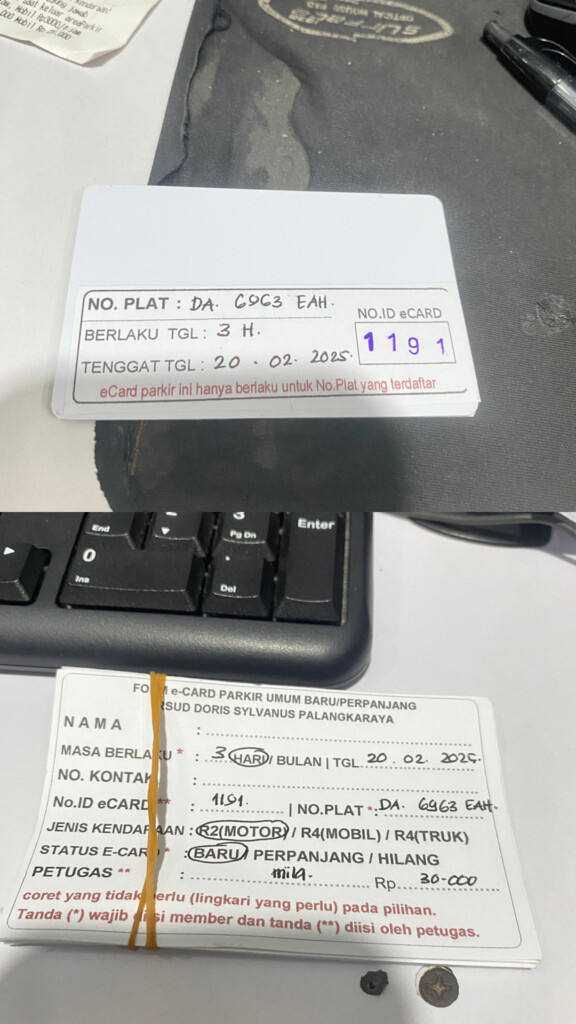 NO. PLAT : DA. 6963 EAH.
BERLAKU TGL : 3 H.
NO.ID eCARD
1191
TENGGAT TGL : 20 . 02. 2025.
eCard parkir ini hanya berlaku untuk No.Plat yang terdaftar
End
Pg Dn
Enter
0
Ins
Del
e-CARD PARKIR UMUM BARU/PERPANJANG
RSUD DORIS SYLVANUS PALANGKARAYA
NAMA :
MASA BERLAKU * : 3 HARI / BULAN | TGL. 20 . 02. 2025.
NO. KONTAK :
No.ID eCARD ** : 1191. | NO.PLAT * : DA. 6963 EAH.
JENIS KENDARAAN : R2(MOTOR) / R4(MOBIL) / R4(TRUK)
STATUS E-CARD * : BARU / PERPANJANG / HILANG
PETUGAS ** : mila. Rp. 30-000
coret yang tidak perlu (lingkari yang perlu) pada pilihan.
Tanda (*) wajib diisi member dan tanda (**) diisi oleh petugas.